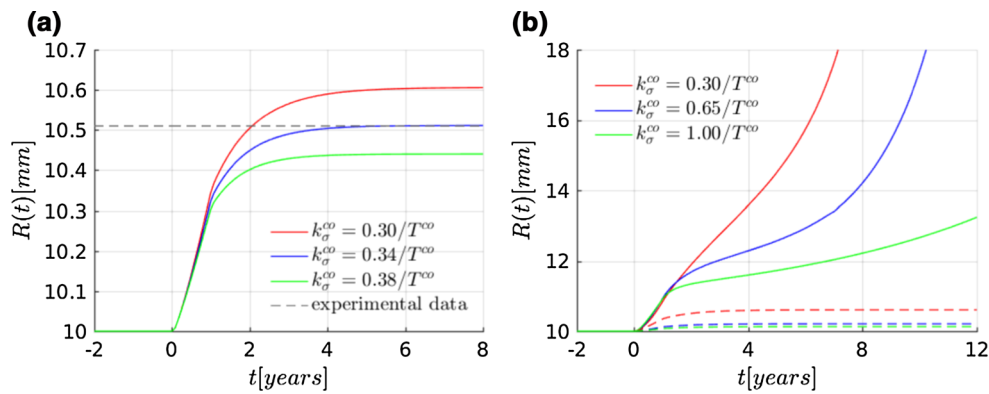 (a)
10.7
10.6
10.5
10.4
10.3
10.2
10.1
10
R(t)[mm]
k_σ^co = 0.30/T^co
k_σ^co = 0.34/T^co
k_σ^co = 0.38/T^co
experimental data
-2 0 2 4 6 8
t[years]
(b)
18
16
14
12
10
R(t)[mm]
k_σ^co = 0.30/T^co
k_σ^co = 0.65/T^co
k_σ^co = 1.00/T^co
-2 0 4 8 12
t[years]